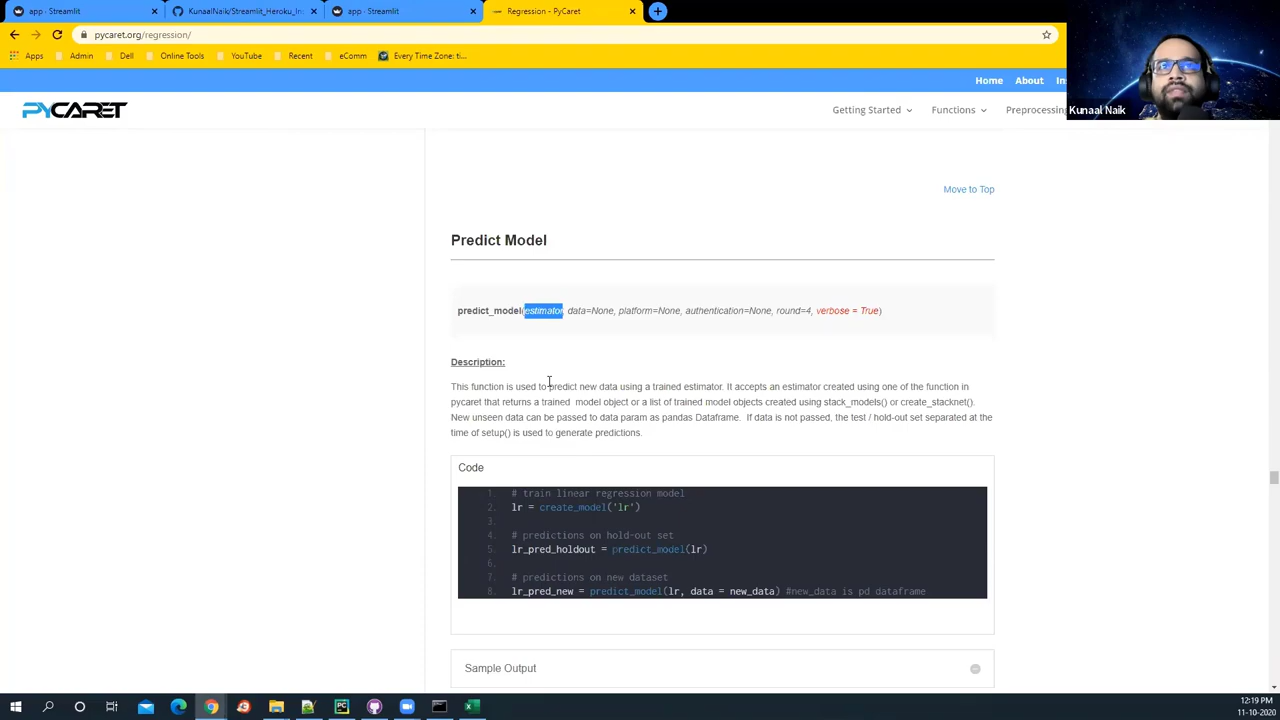 app - Streamlit
KunaalNaik/Streamlit_Heroku_In
app - Streamlit
Regression - PyCaret
pycaret.org/regression/
Apps
Admin
Dell
Online Tools
YouTube
Recent
eComm
Every Time Zone: ti...
Home
About
In
PYCARET
Getting Started
Functions
Preprocessing
Kunaal Naik
Move to Top
Predict Model
predict_model(estimator, data=None, platform=None, authentication=None, round=4, verbose = True)
Description:
This function is used to predict new data using a trained estimator. It accepts an estimator created using one of the function in
pycaret that returns a trained model object or a list of trained model objects created using stack_models() or create_stacknet().
New unseen data can be passed to data param as pandas Dataframe. If data is not passed, the test / hold-out set separated at the
time of setup() is used to generate predictions.
Code
1. # train linear regression model
2. lr = create_model('lr')
3.
4. # predictions on hold-out set
5. lr_pred_holdout = predict_model(lr)
6.
7. # predictions on new dataset
8. lr_pred_new = predict_model(lr, data = new_data) #new_data is pd dataframe
Sample Output
12:19 PM
11-10-2020